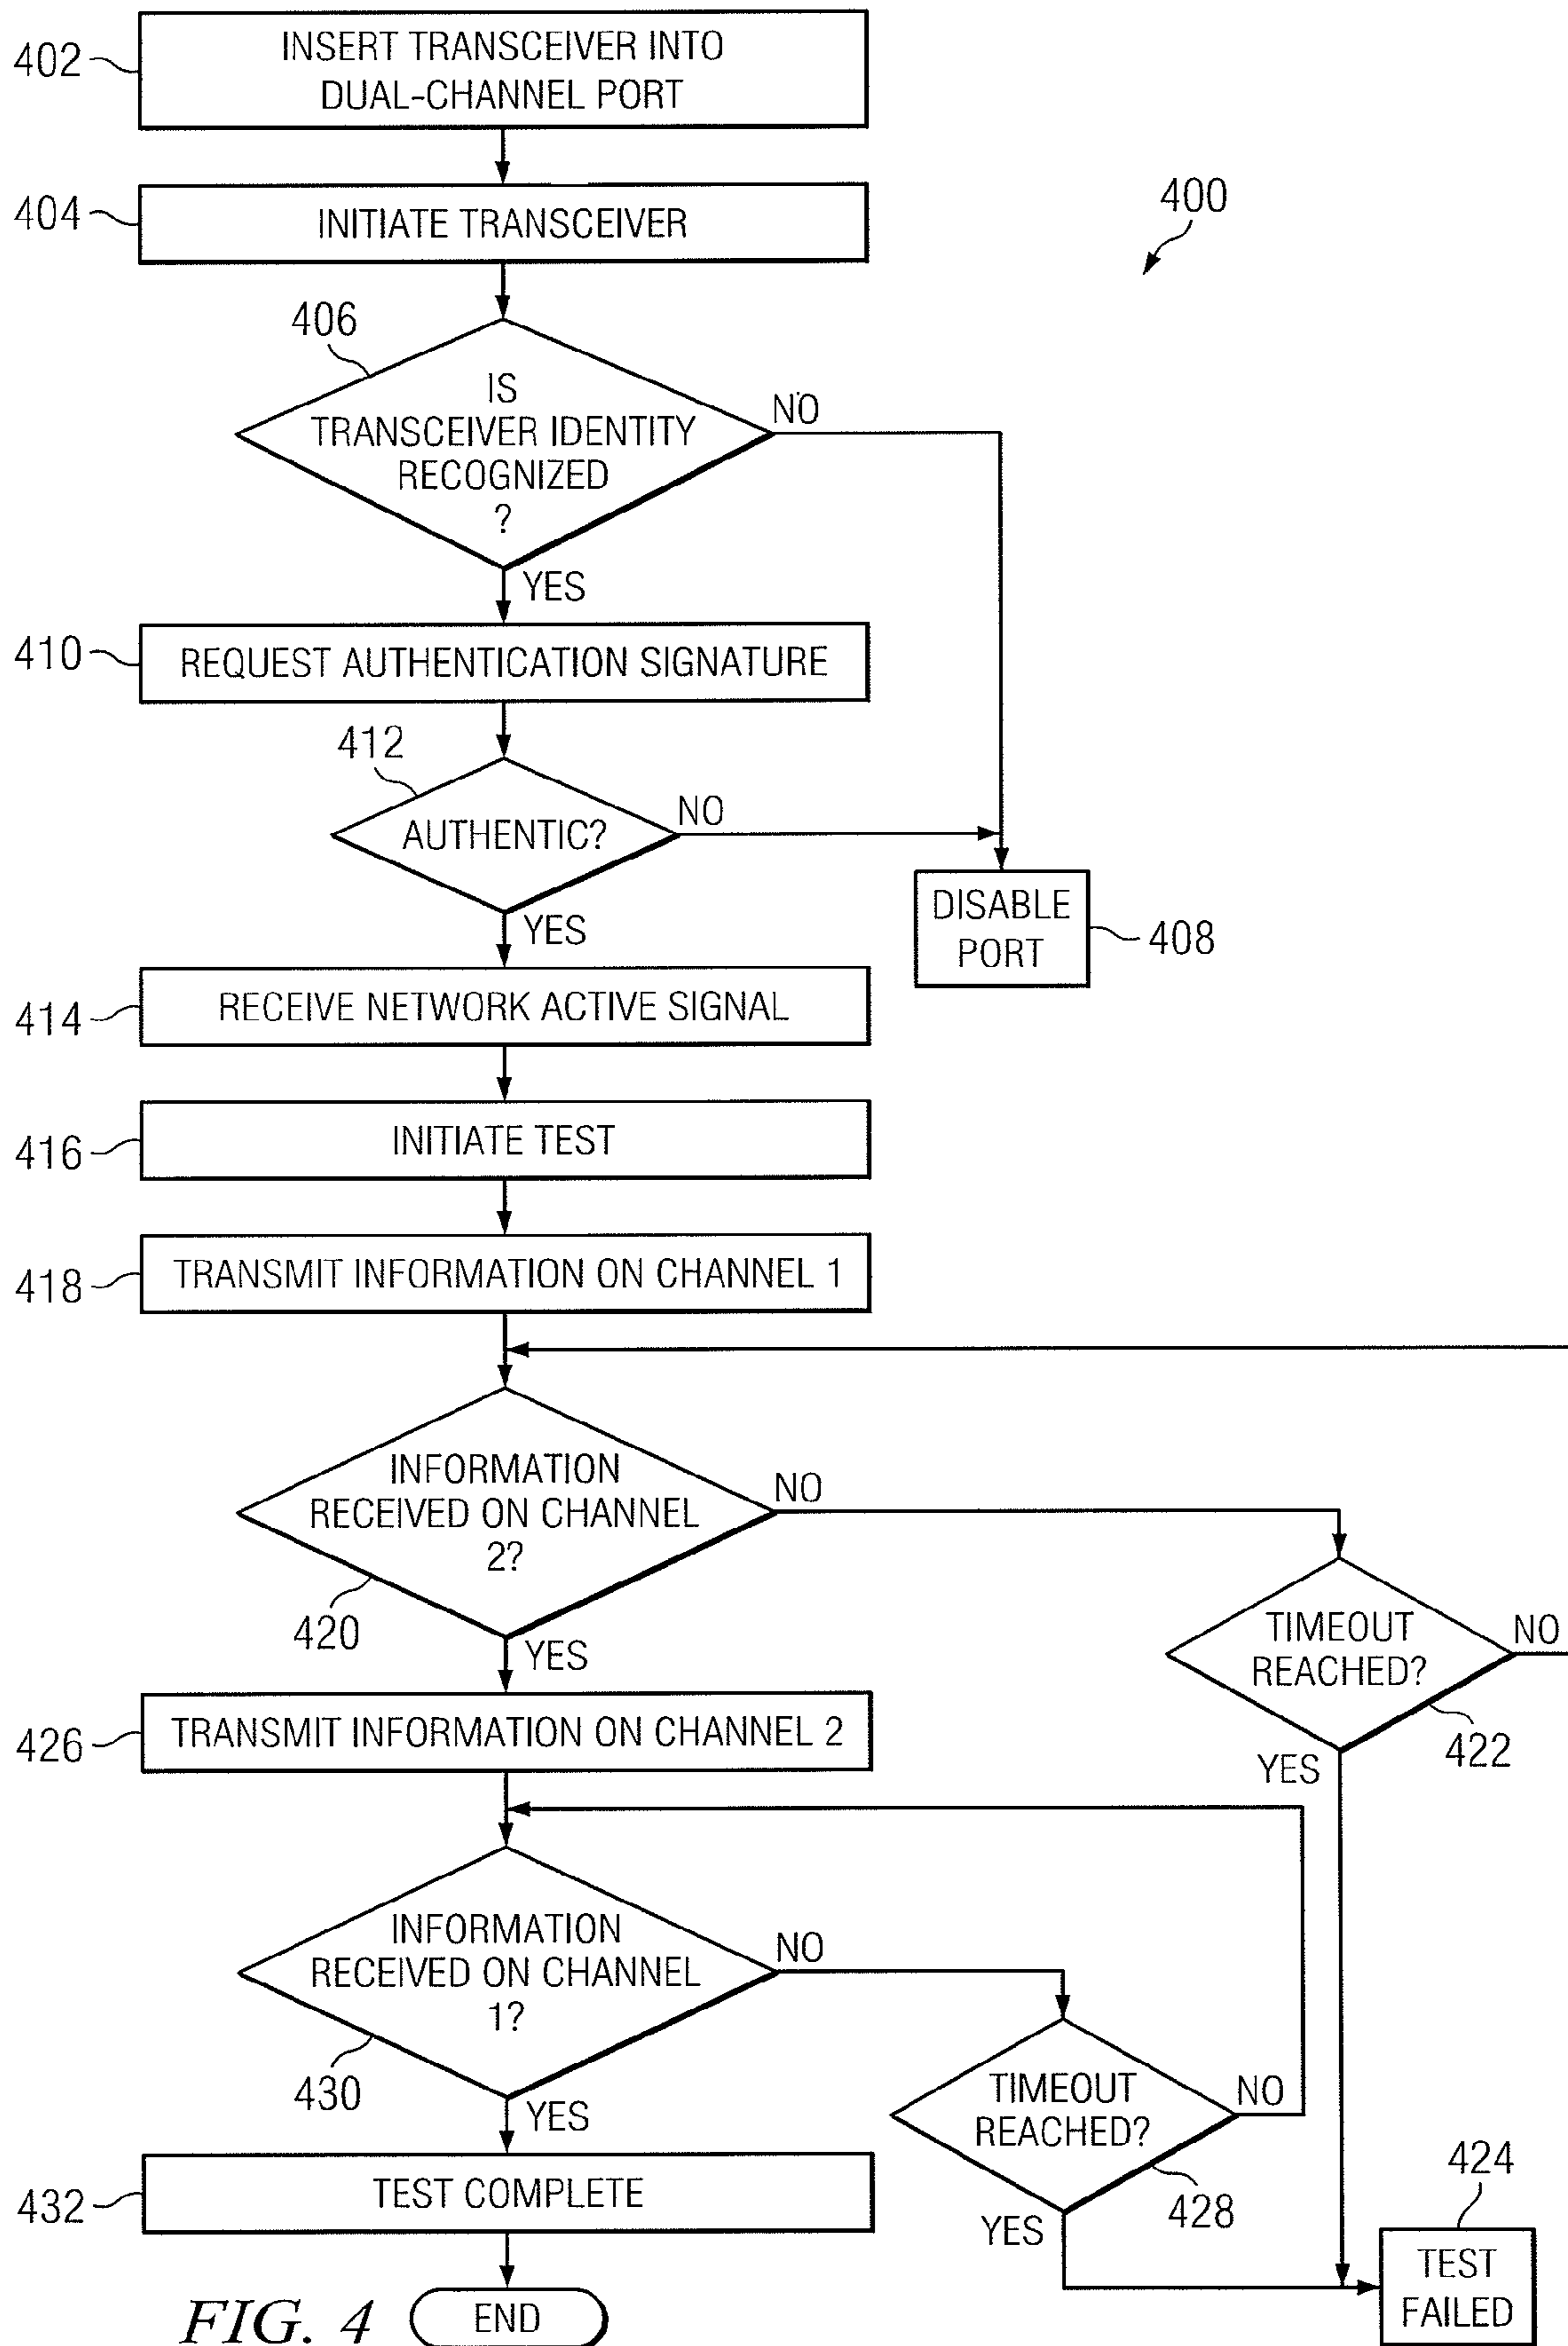 402
INSERT TRANSCEIVER INTO
DUAL-CHANNEL PORT
404
INITIATE TRANSCEIVER
400
406
IS
TRANSCEIVER IDENTITY
RECOGNIZED
?
NO
YES
410
REQUEST AUTHENTICATION SIGNATURE
412
AUTHENTIC?
NO
YES
DISABLE
PORT
408
414
RECEIVE NETWORK ACTIVE SIGNAL
416
INITIATE TEST
418
TRANSMIT INFORMATION ON CHANNEL 1
INFORMATION
RECEIVED ON CHANNEL
2?
NO
420
YES
TIMEOUT
REACHED?
NO
422
YES
426
TRANSMIT INFORMATION ON CHANNEL 2
INFORMATION
RECEIVED ON CHANNEL
1?
NO
430
YES
TIMEOUT
REACHED?
NO
428
YES
432
TEST COMPLETE
424
TEST
FAILED
FIG. 4
END